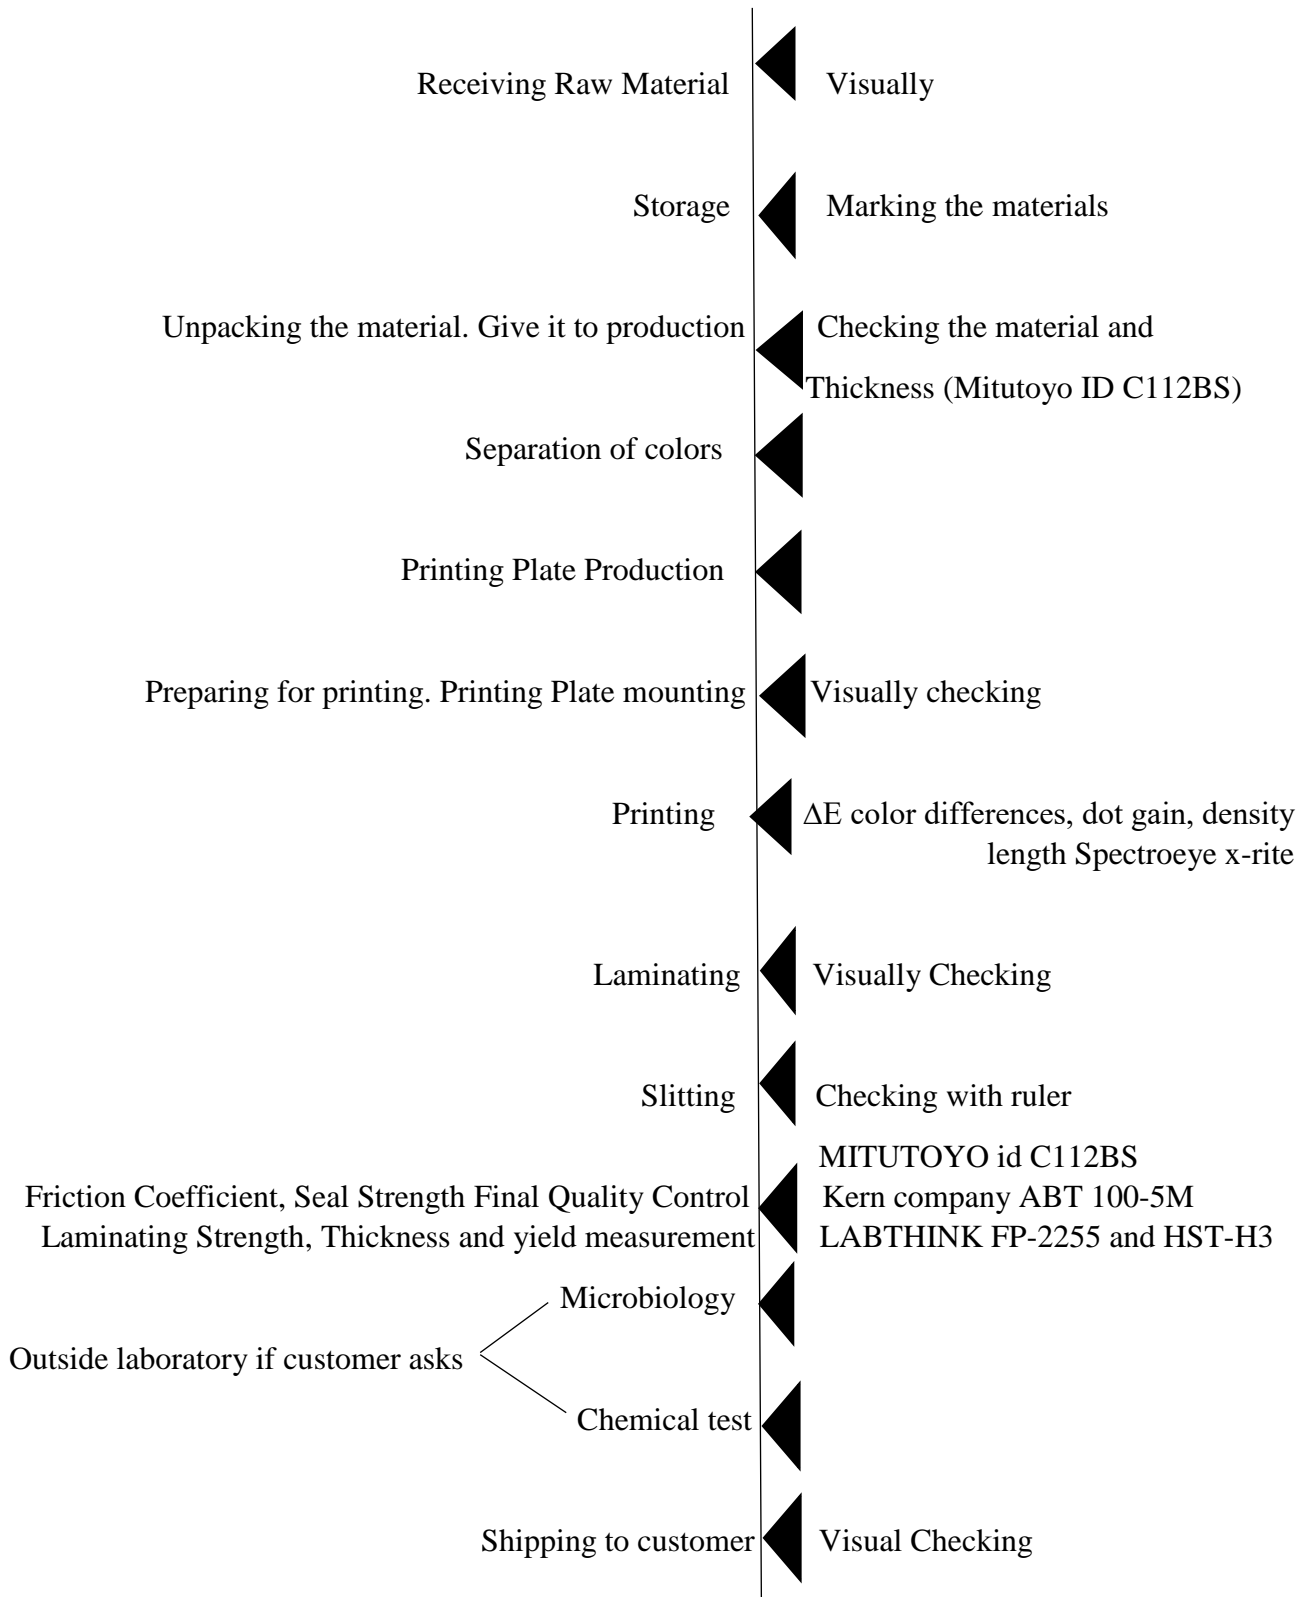 Receiving Raw Material
Visually
Storage
Marking the materials
Unpacking the material. Give it to production
Checking the material and
Thickness (Mitutoyo ID C112BS)
Separation of colors
Printing Plate Production
Preparing for printing. Printing Plate mounting
Visually checking
Printing
ΔE color differences, dot gain, density
length Spectroeye x-rite
Laminating
Visually Checking
Slitting
Checking with ruler
MITUTOYO id C112BS
Friction Coefficient, Seal Strength Final Quality Control
Kern company ABT 100-5M
Laminating Strength, Thickness and yield measurement
LABTHINK FP-2255 and HST-H3
Microbiology
Outside laboratory if customer asks
Chemical test
Shipping to customer
Visual Checking